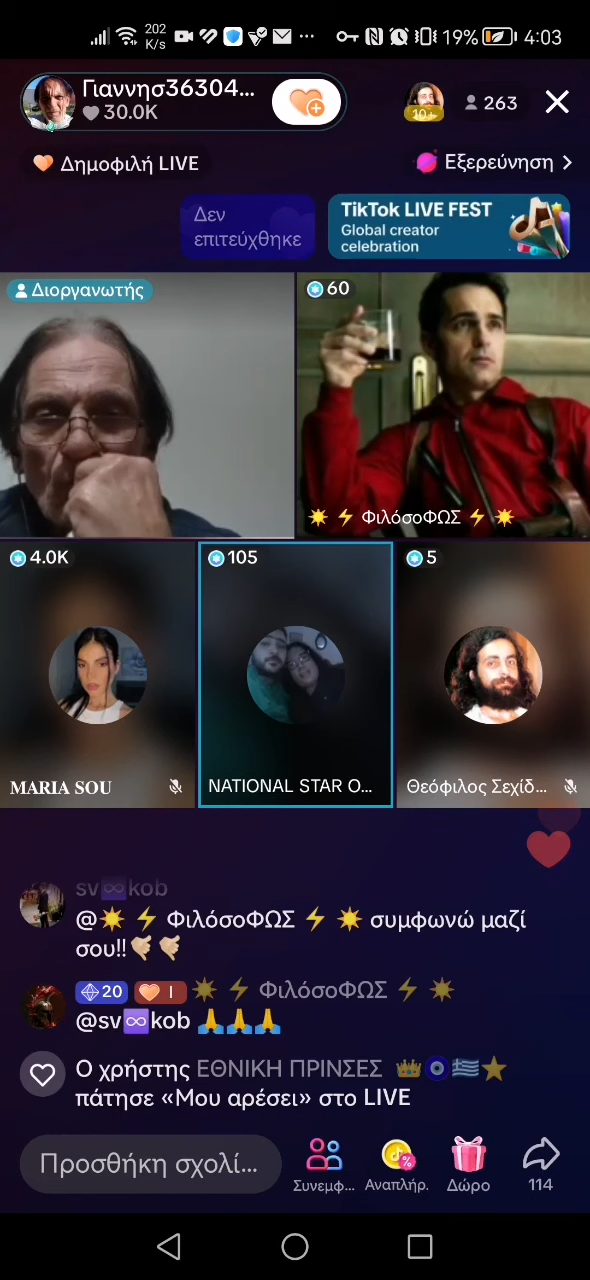 202
K/s
19%
4:03
Γιαννησ36304...
30.0K
10+
263
Δημοφιλή LIVE
Εξερεύνηση >
Δεν
επιτεύχθηκε
TikTok LIVE FEST
Global creator
celebration
Διοργανωτής
60
☀️⚡ ΦιλόσοΦΩΣ ⚡☀️
4.0K
105
5
MARIA SOU
NATIONAL STAR O...
Θεόφιλος Σεχίδ...
sv♾️kob
@☀️⚡ ΦιλόσοΦΩΣ ⚡☀️ συμφωνώ μαζί
σου!!🤙🏼🤙🏼
20 I ☀️⚡ ΦιλόσοΦΩΣ ⚡☀️
@sv♾️kob 🙏🙏🙏
Ο χρήστης ΕΘΝΙΚΗ ΠΡΙΝΣΕΣ 👑🧿🇬🇷⭐
πάτησε «Μου αρέσει» στο LIVE
Προσθήκη σχολί...
Συνεμφ...
Αναπλήρ.
Δώρο
114